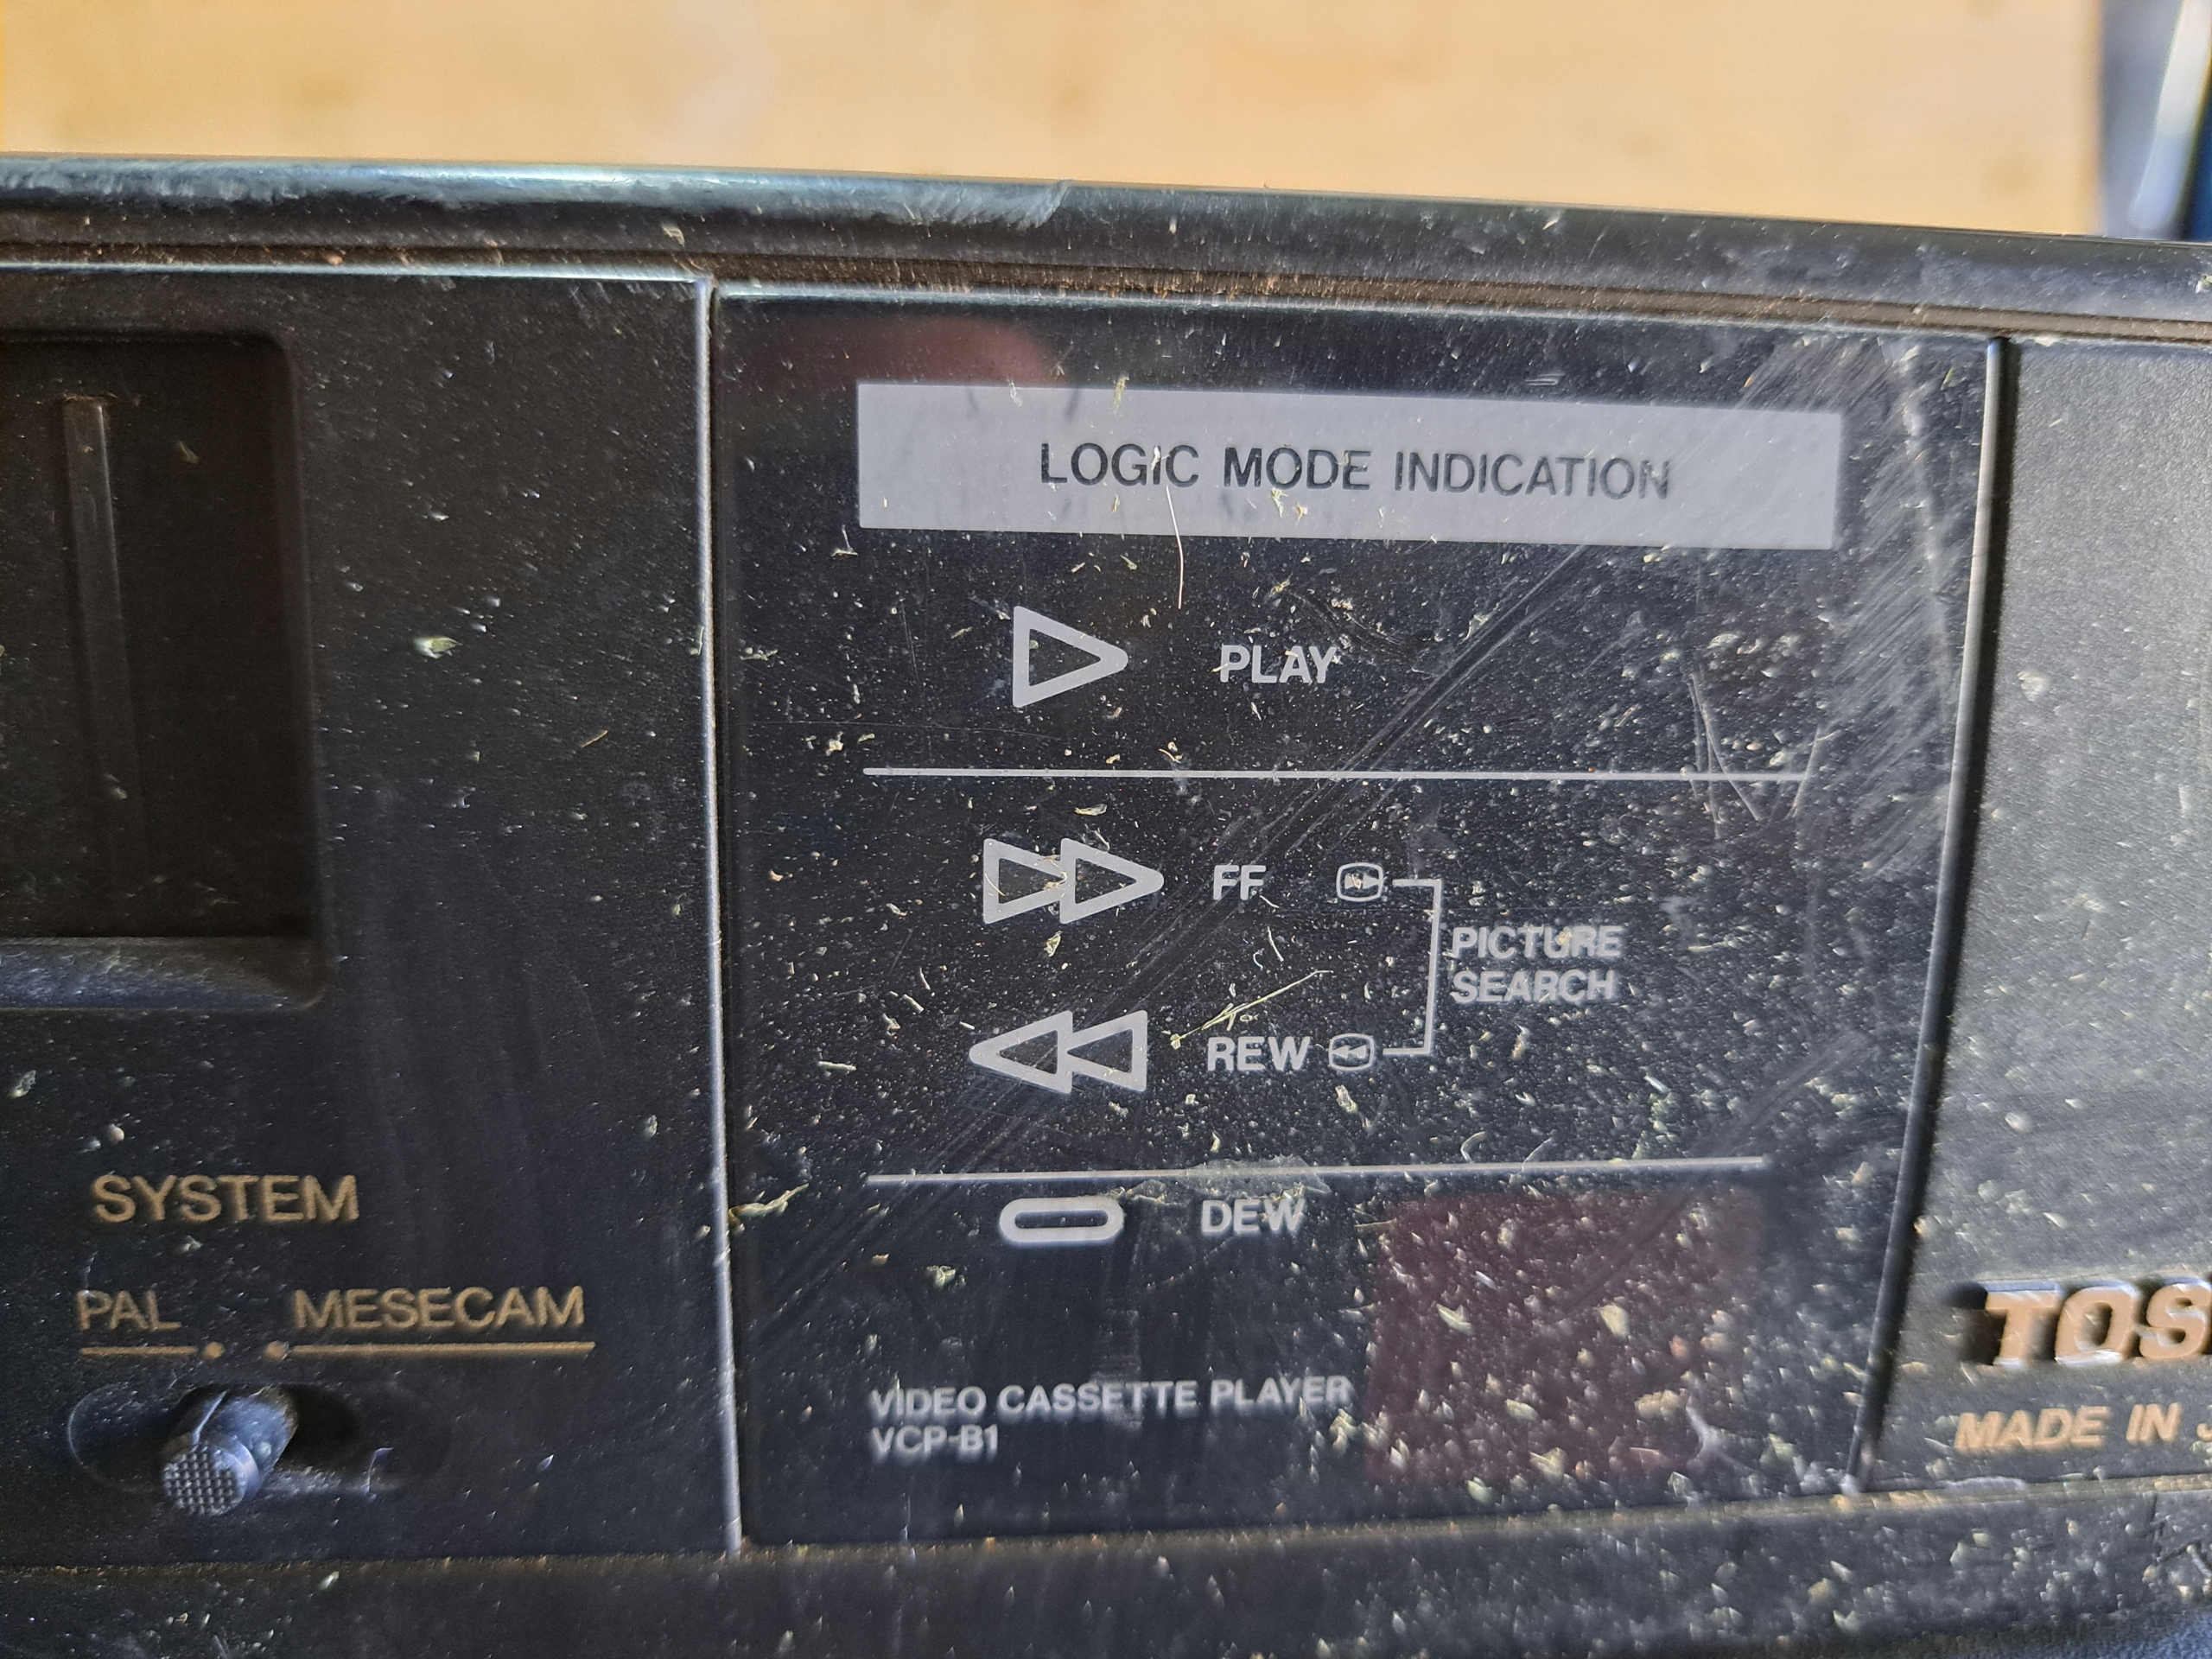 LOGIC MODE INDICATION
PLAY
FF
PICTURE
SEARCH
REW
DEW
SYSTEM
PAL
MESECAM
VIDEO CASSETTE PLAYER
VCP-B1
TOS
MADE IN J